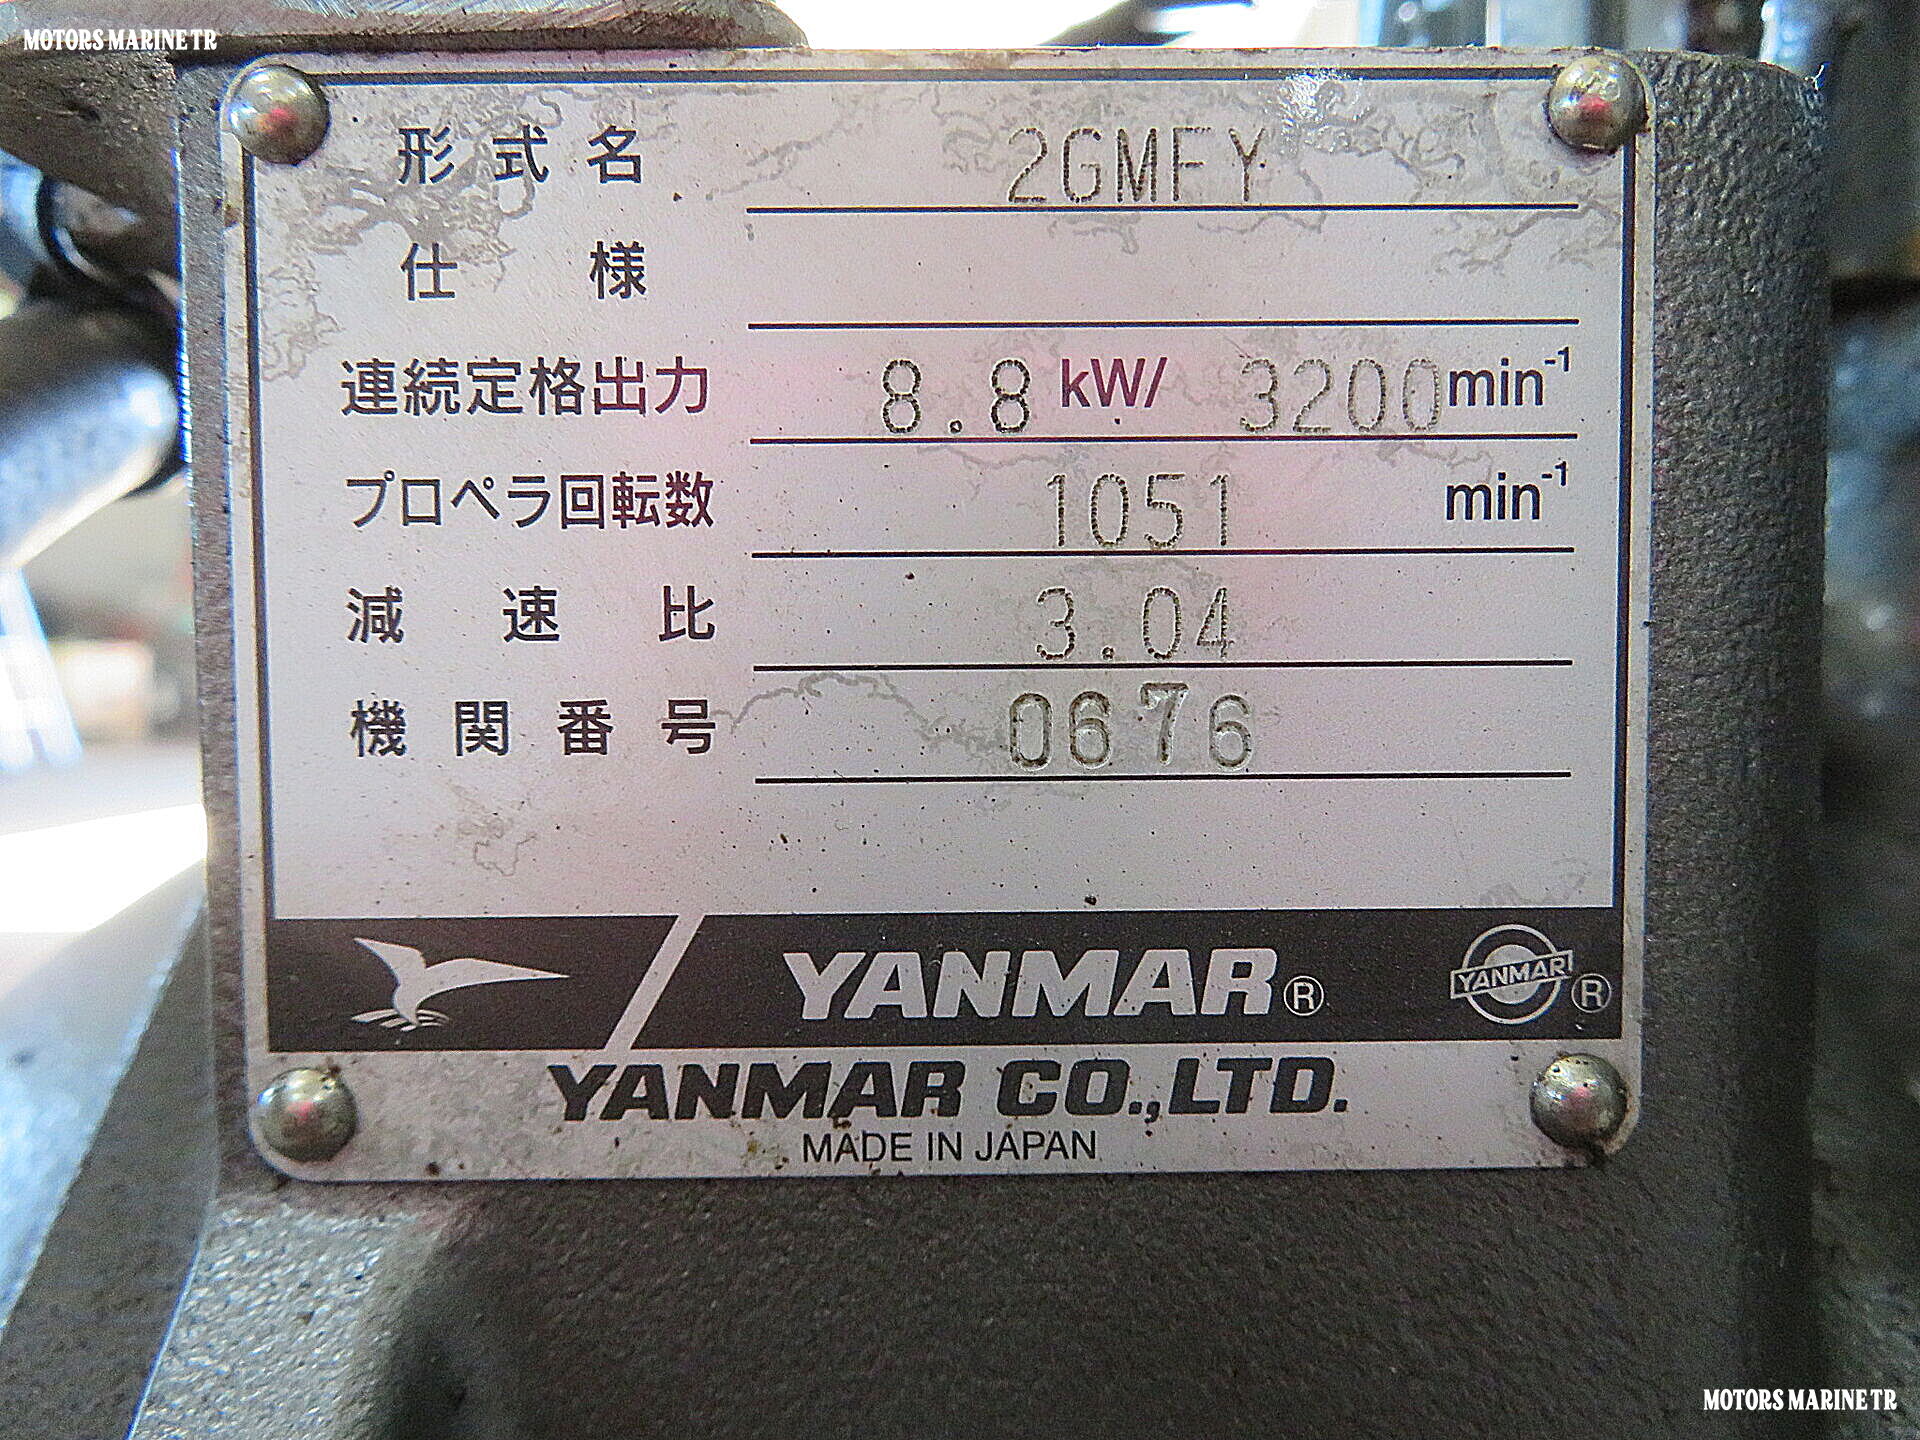 MOTORS MARINE TR
形式名 2GMFY
仕様
連続定格出力 8.8 kW/ 3200 min-1
プロペラ回転数 1051 min-1
減速比 3.04
機関番号 0676
YANMAR® YANMAR ®
YANMAR CO.,LTD.
MADE IN JAPAN
MOTORS MARINE TR